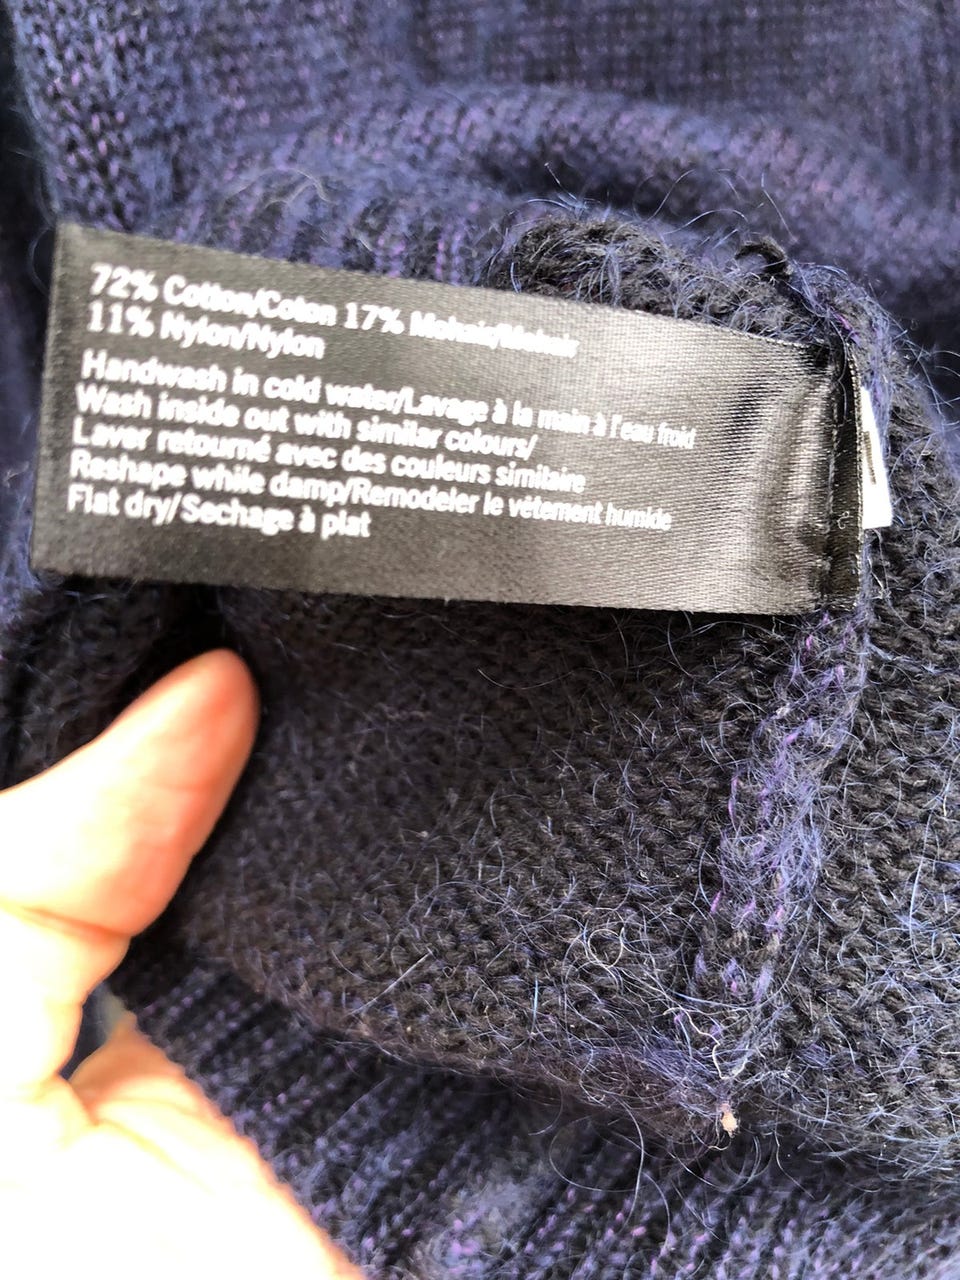 72% Cotton/Coton 17% Mohair/Mohair
11% Nylon/Nylon
Handwash in cold water/Lavage à la main à l'eau froid
Wash inside out with similar colours/
Laver retourné avec des couleurs similaire
Reshape while damp/Remodeler le vétement humide
Flat dry/Sechage à plat